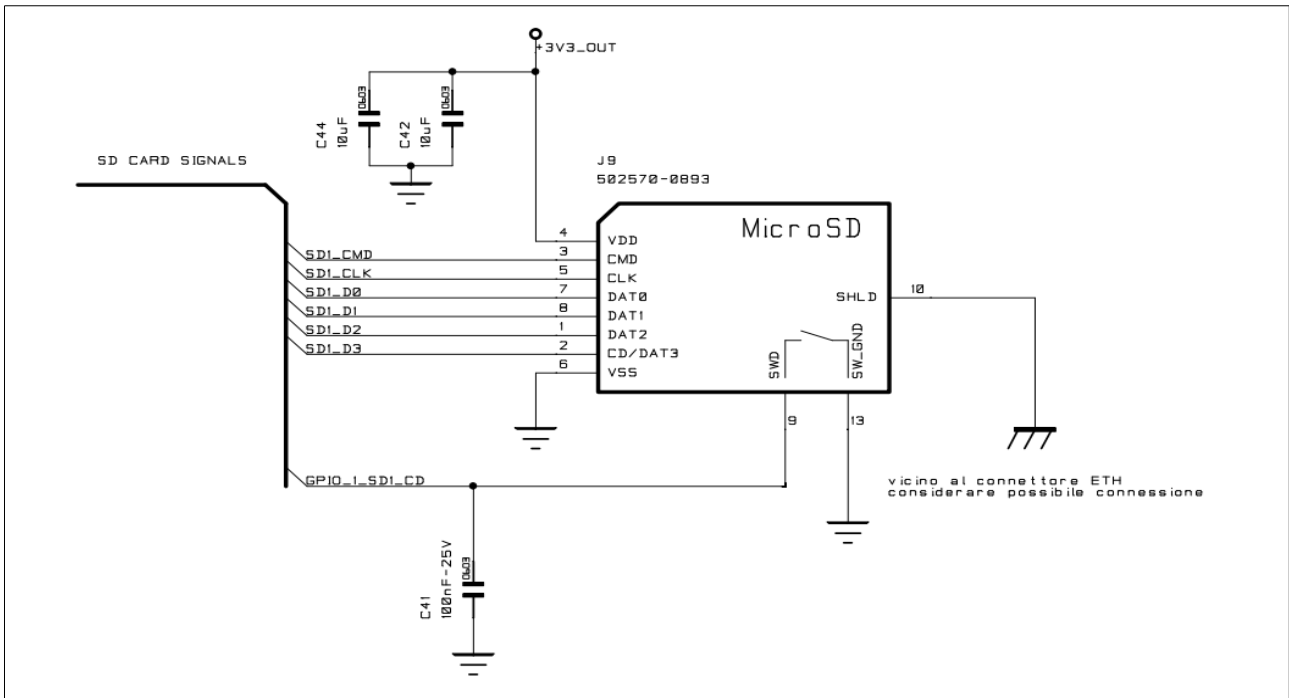 +3V3_OUT
0603
0603
C44
10uF
C42
10uF
SD CARD SIGNALS
J9
502570-0893
MicroSD
4
VDD
SD1_CMD
3
CMD
SD1_CLK
5
CLK
SD1_D0
7
DAT0
SHLD
10
SD1_D1
8
DAT1
SD1_D2
1
DAT2
SD1_D3
2
CD/DAT3
6
VSS
SWD
SW_GND
9
13
GPIO_1_SD1_CD
vicino al connettore ETH
considerare possibile connessione
C41
100nF-25V
0603